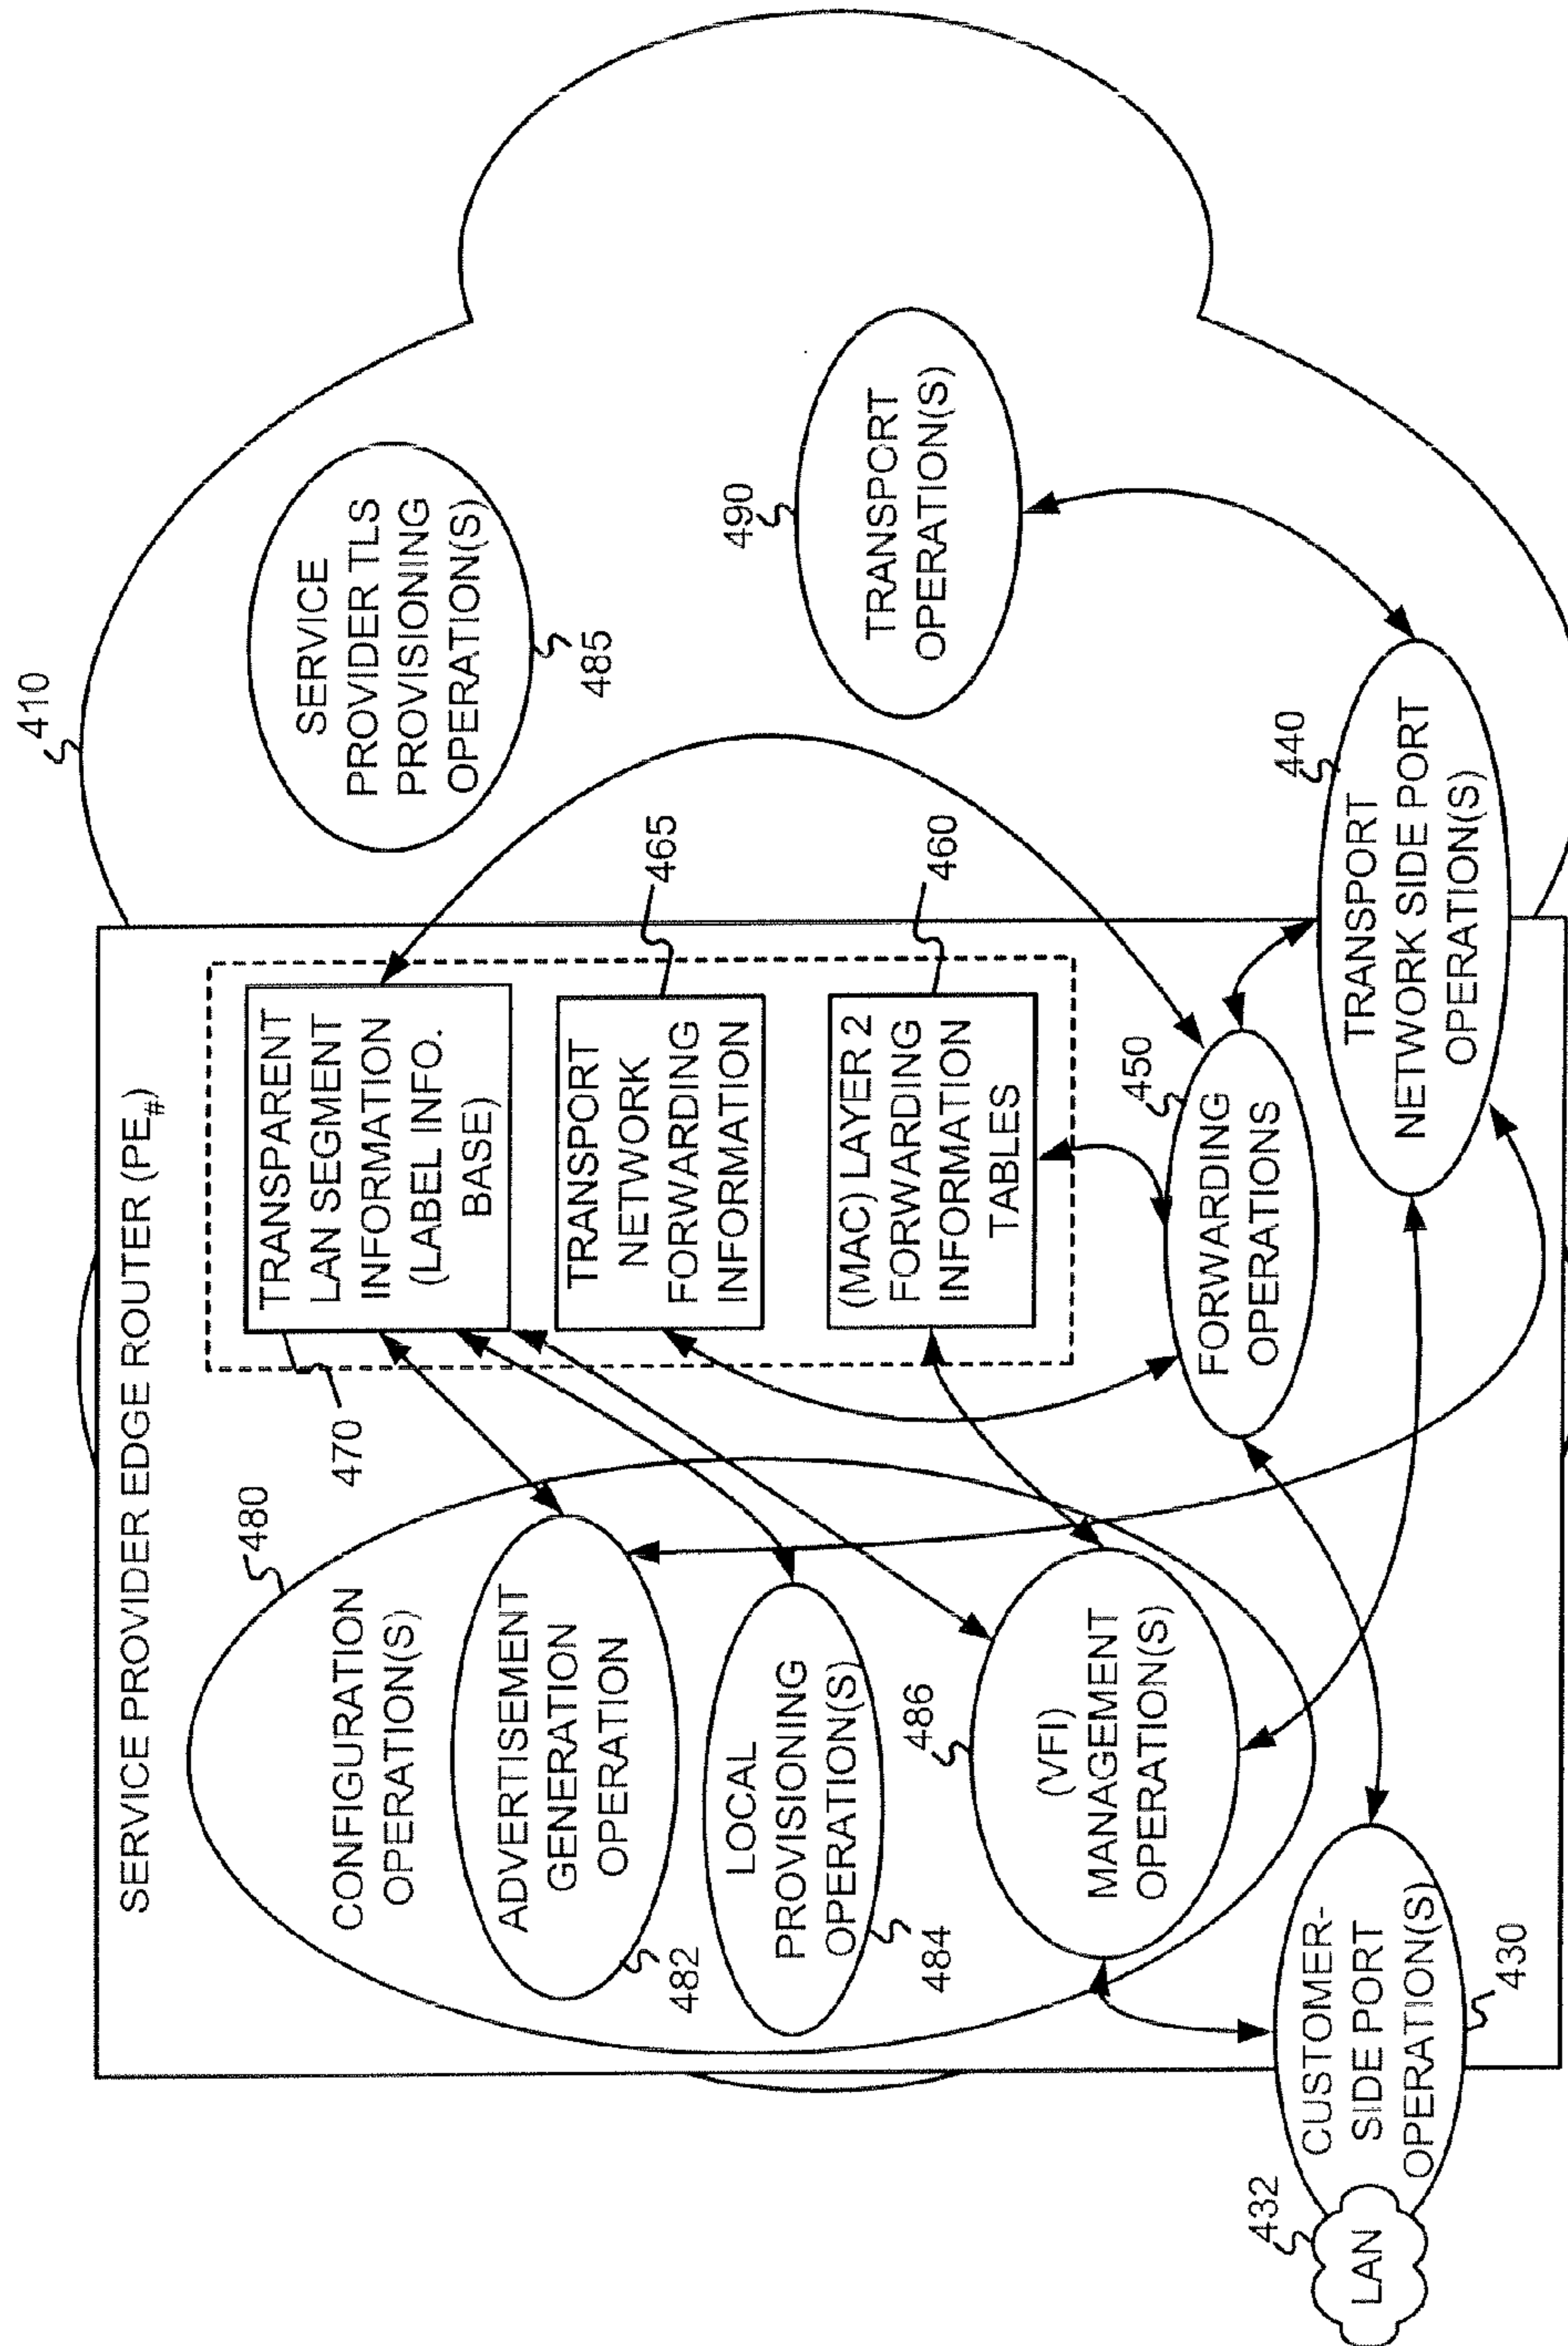 410
SERVICE PROVIDER EDGE ROUTER (PE#)
480
CONFIGURATION
OPERATION(S)
ADVERTISEMENT
GENERATION
OPERATION
482
LOCAL
PROVISIONING
OPERATION(S)
484
486
(VFI)
MANAGEMENT
OPERATION(S)
470
TRANSPARENT
LAN SEGMENT
INFORMATION
(LABEL INFO.
BASE)
TRANSPORT
NETWORK
FORWARDING
INFORMATION
465
(MAC) LAYER 2
FORWARDING
INFORMATION
TABLES
460
450
FORWARDING
OPERATIONS
SERVICE
PROVIDER TLS
PROVISIONING
OPERATION(S)
485
490
TRANSPORT
OPERATION(S)
440
TRANSPORT
NETWORK SIDE PORT
OPERATION(S)
432
LAN
CUSTOMER-
SIDE PORT
OPERATION(S)
430